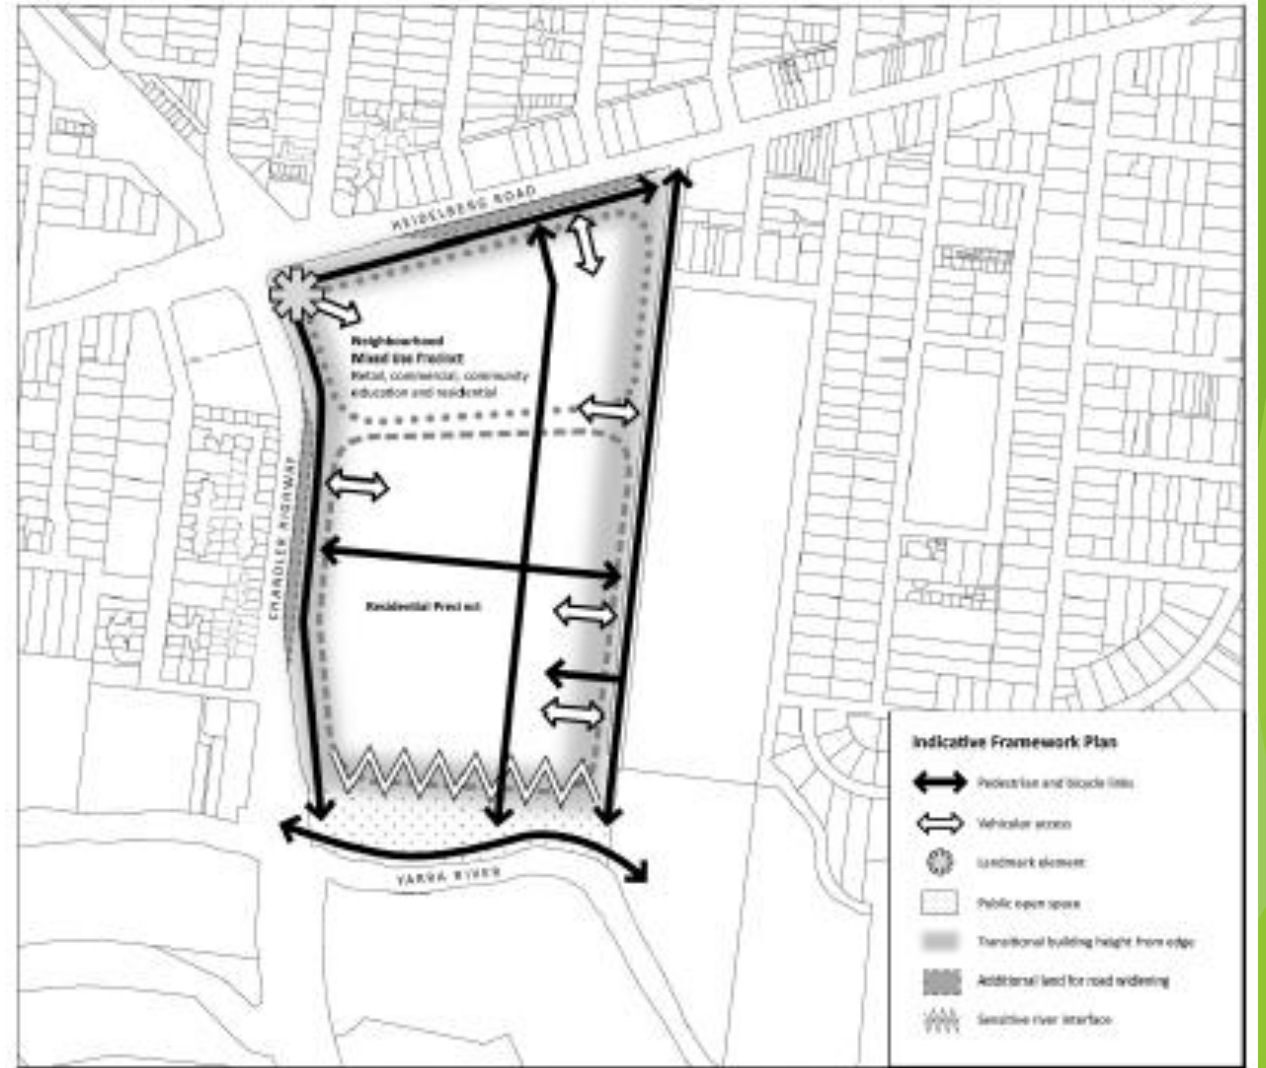 HEIDELBERG ROAD
Neighbourhood
Mixed Use Precinct
Retail, commercial, community
education and residential
CHANDLER HIGHWAY
Residential Precinct
YARRA RIVER
Indicative Framework Plan
Pedestrian and bicycle links
Vehicular access
Landmark element
Public open space
Transitional building height from edge
Additional land for road widening
Sensitive river interface